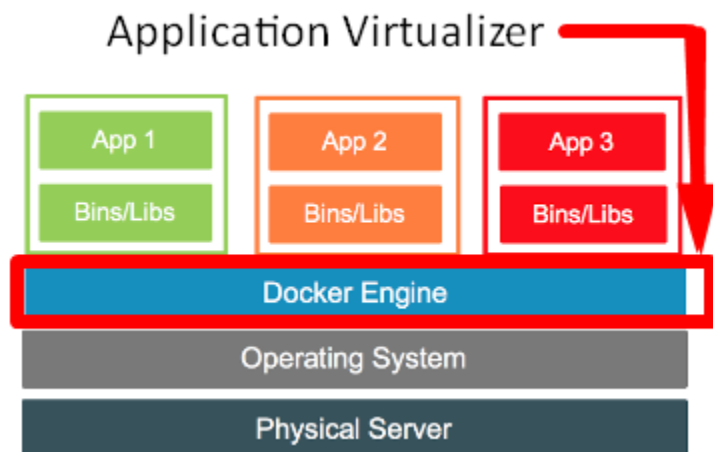 Application Virtualizer
App 1
App 2
App 3
Bins/Libs
Bins/Libs
Bins/Libs
Docker Engine
Operating System
Physical Server